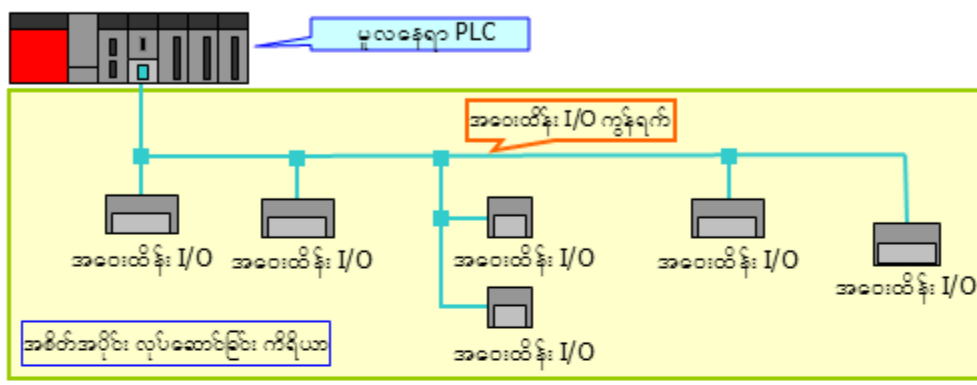 မူလနေရာ PLC
အဝေးထိန်း I/O ကွန်ရက်
အဝေးထိန်း I/O
အဝေးထိန်း I/O
အဝေးထိန်း I/O
အဝေးထိန်း I/O
အဝေးထိန်း I/O
အဝေးထိန်း I/O
အစိတ်အပိုင်း လုပ်ဆောင်ခြင်း ကိရိယာ